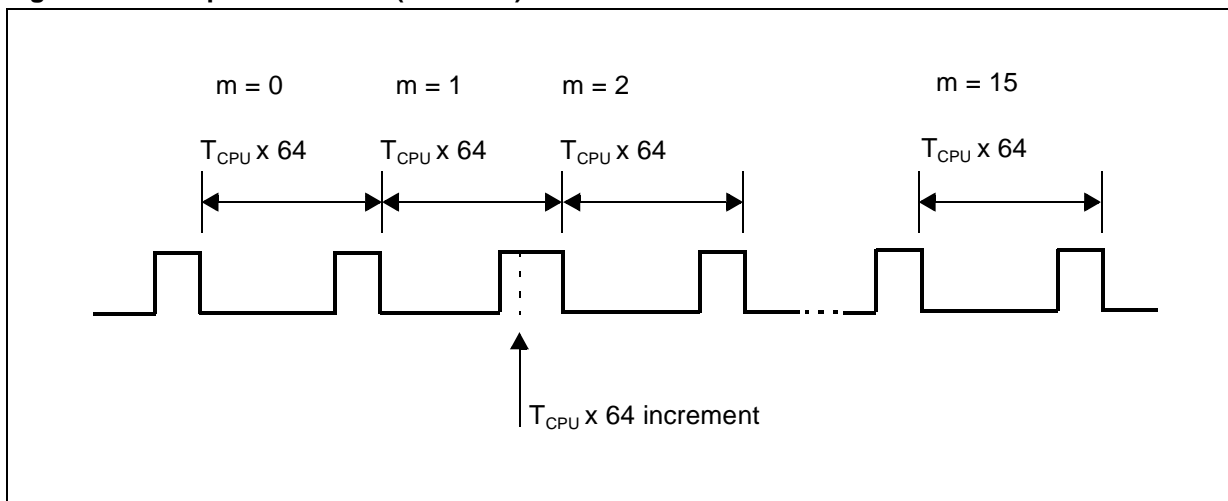 m = 0 m = 1 m = 2 m = 15
T_CPU x 64 T_CPU x 64 T_CPU x 64 T_CPU x 64
T_CPU x 64 increment